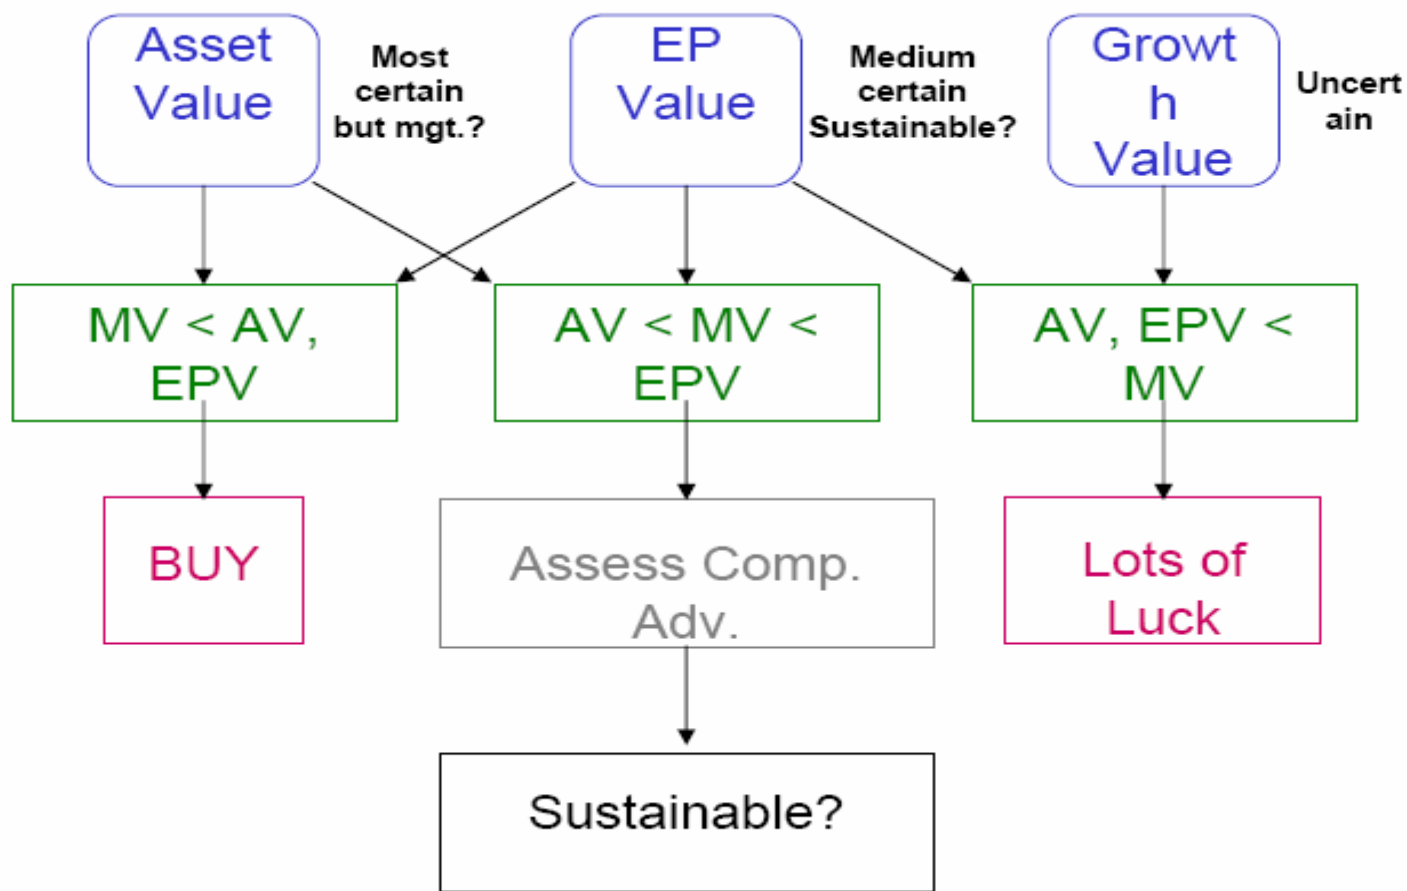 Asset
Value
Most
certain
but mgt.?
EP
Value
Medium
certain
Sustainable?
Growt
h
Value
Uncert
ain
MV < AV,
EPV
AV < MV <
EPV
AV, EPV <
MV
BUY
Assess Comp.
Adv.
Lots of
Luck
Sustainable?